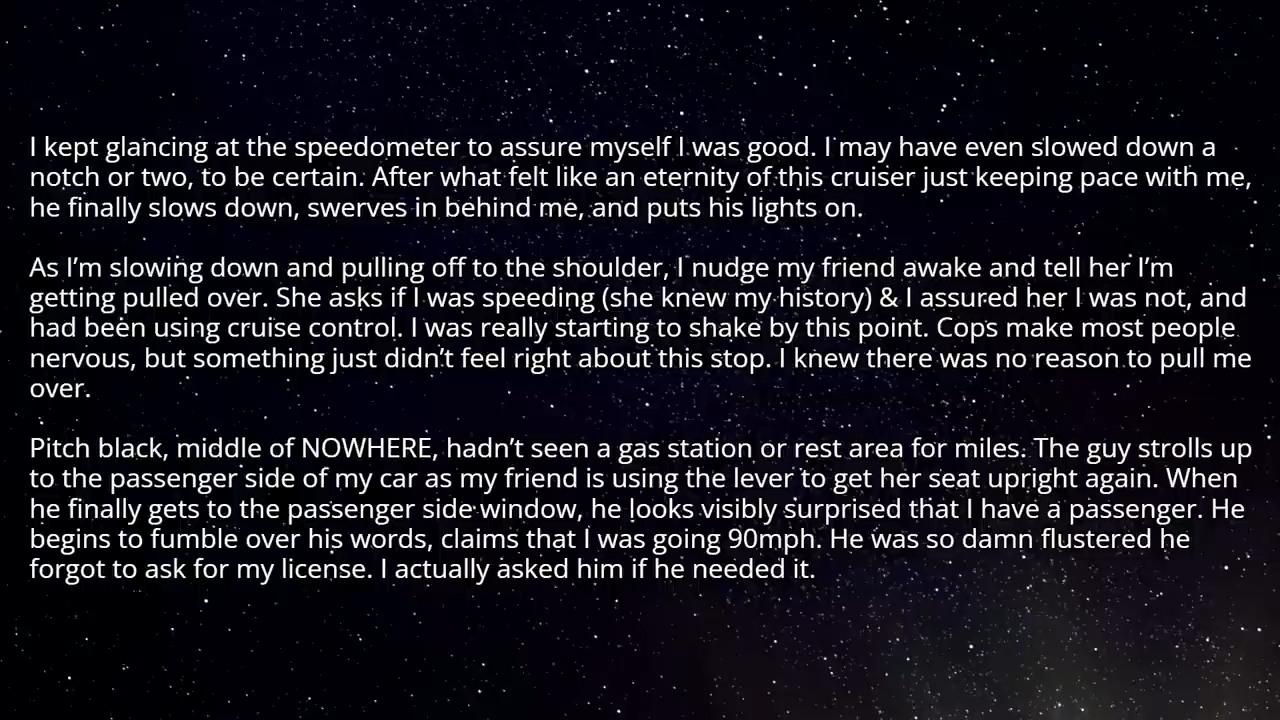 I kept glancing at the speedometer to assure myself I was good. I may have even slowed down a
notch or two, to be certain. After what felt like an eternity of this cruiser just keeping pace with me,
he finally slows down, swerves in behind me, and puts his lights on.
As I’m slowing down and pulling off to the shoulder, I nudge my friend awake and tell her I’m
getting pulled over. She asks if I was speeding (she knew my history) & I assured her I was not, and
had been using cruise control. I was really starting to shake by this point. Cops make most people
nervous, but something just didn’t feel right about this stop. I knew there was no reason to pull me
over.
Pitch black, middle of NOWHERE, hadn’t seen a gas station or rest area for miles. The guy strolls up
to the passenger side of my car as my friend is using the lever to get her seat upright again. When
he finally gets to the passenger side window, he looks visibly surprised that I have a passenger. He
begins to fumble over his words, claims that I was going 90mph. He was so damn flustered he
forgot to ask for my license. I actually asked him if he needed it.